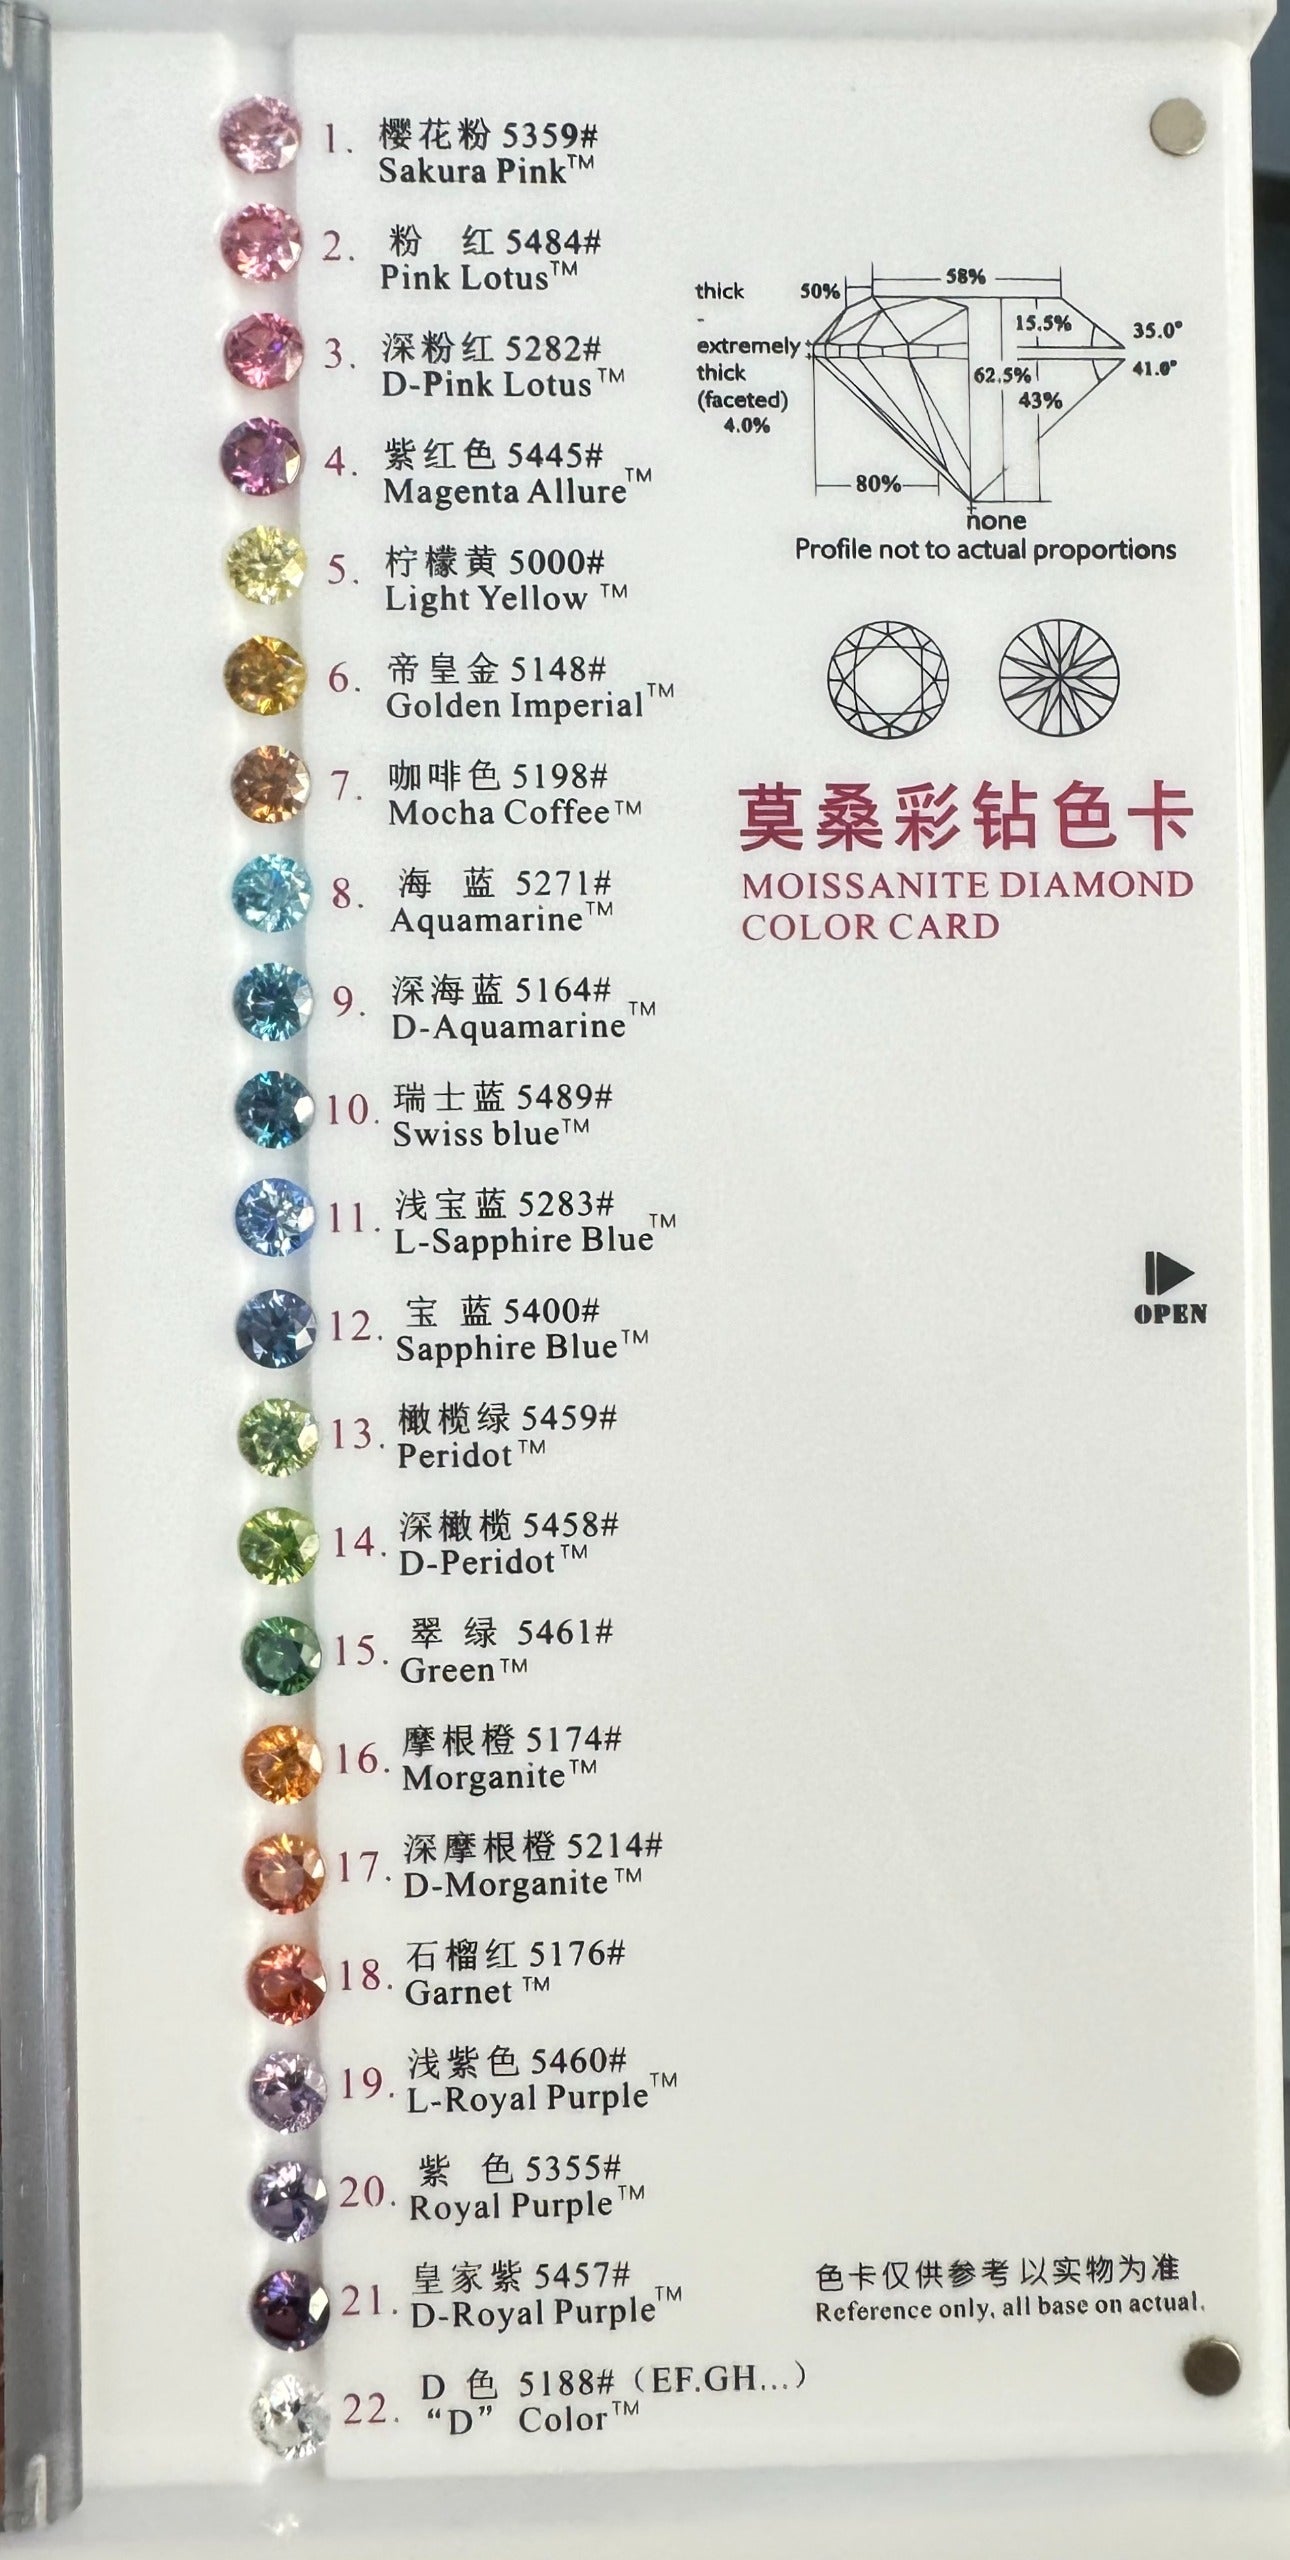 1. 樱花粉 5359#
Sakura Pink™
2. 粉 红 5484#
Pink Lotus™
3. 深粉红 5282#
D-Pink Lotus™
4. 紫红色 5445#
Magenta Allure™
5. 柠檬黄 5000#
Light Yellow ™
6. 帝皇金 5148#
Golden Imperial™
7. 咖啡色 5198#
Mocha Coffee™
8. 海 蓝 5271#
Aquamarine™
9. 深海蓝 5164#
D-Aquamarine™
10. 瑞士蓝 5489#
Swiss blue™
11. 浅宝蓝 5283#
L-Sapphire Blue™
12. 宝 蓝 5400#
Sapphire Blue™
13. 橄榄绿 5459#
Peridot™
14. 深橄榄 5458#
D-Peridot™
15. 翠 绿 5461#
Green™
16. 摩根橙 5174#
Morganite™
17. 深摩根橙 5214#
D-Morganite™
18. 石榴红 5176#
Garnet ™
19. 浅紫色 5460#
L-Royal Purple™
20. 紫 色 5355#
Royal Purple™
21. 皇家紫 5457#
D-Royal Purple™
22. D 色 5188#（EF.GH...）
“D” Color™
thick 50% 58%
-
15.5% 35.0°
extremely
thick 62.5% 41.0°
(faceted) 43%
4.0%
80%
none
Profile not to actual proportions
莫桑彩钻色卡
MOISSANITE DIAMOND
COLOR CARD
OPEN
色卡仅供参考 以实物为准
Reference only, all base on actual.